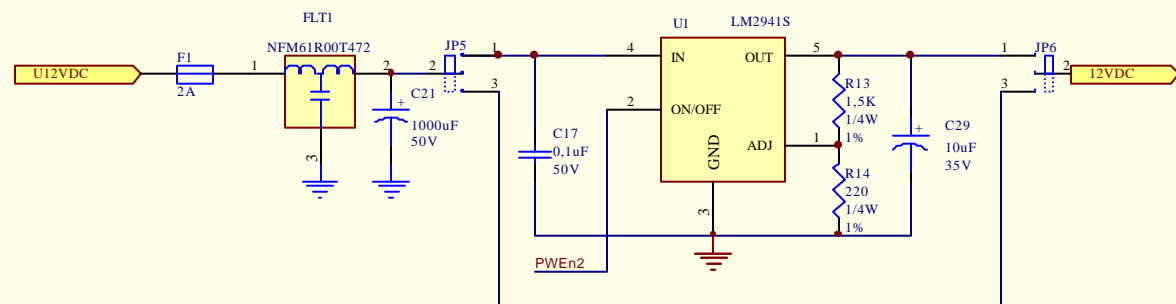 FLT1
NFM61R00T472
U1
LM2941S
F1
2A
U12VDC
1
2
3
C21
1000uF
50V
JP5
1
2
3
C17
0,1uF
50V
4
IN
2
ON/OFF
GND
3
OUT
5
ADJ
1
PWEn2
R13
1,5K
1/4W
1%
R14
220
1/4W
1%
C29
10uF
35V
JP6
1
2
3
12VDC